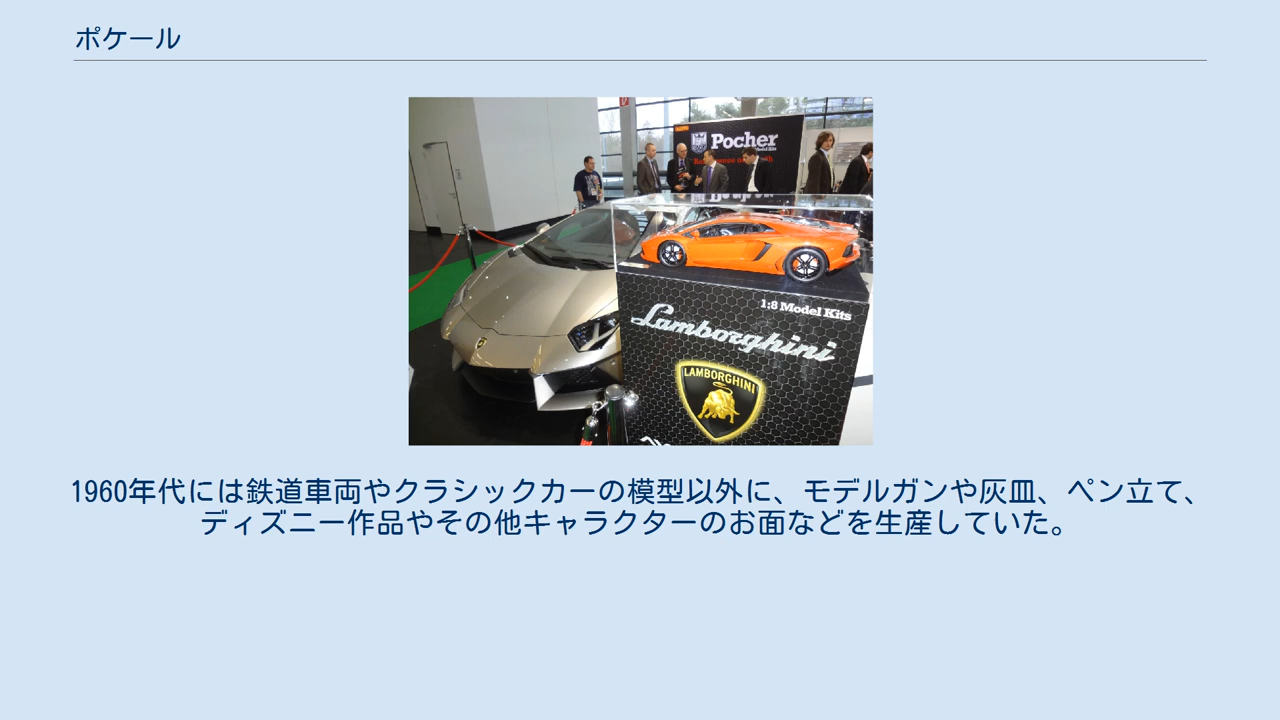 ポケール
Pocher
Model Kits
1:8 Model Kits
Lamborghini
LAMBORGHINI
1960年代には鉄道車両やクラシックカーの模型以外に、モデルガンや灰皿、ペン立て、
ディズニー作品やその他キャラクターのお面などを生産していた。